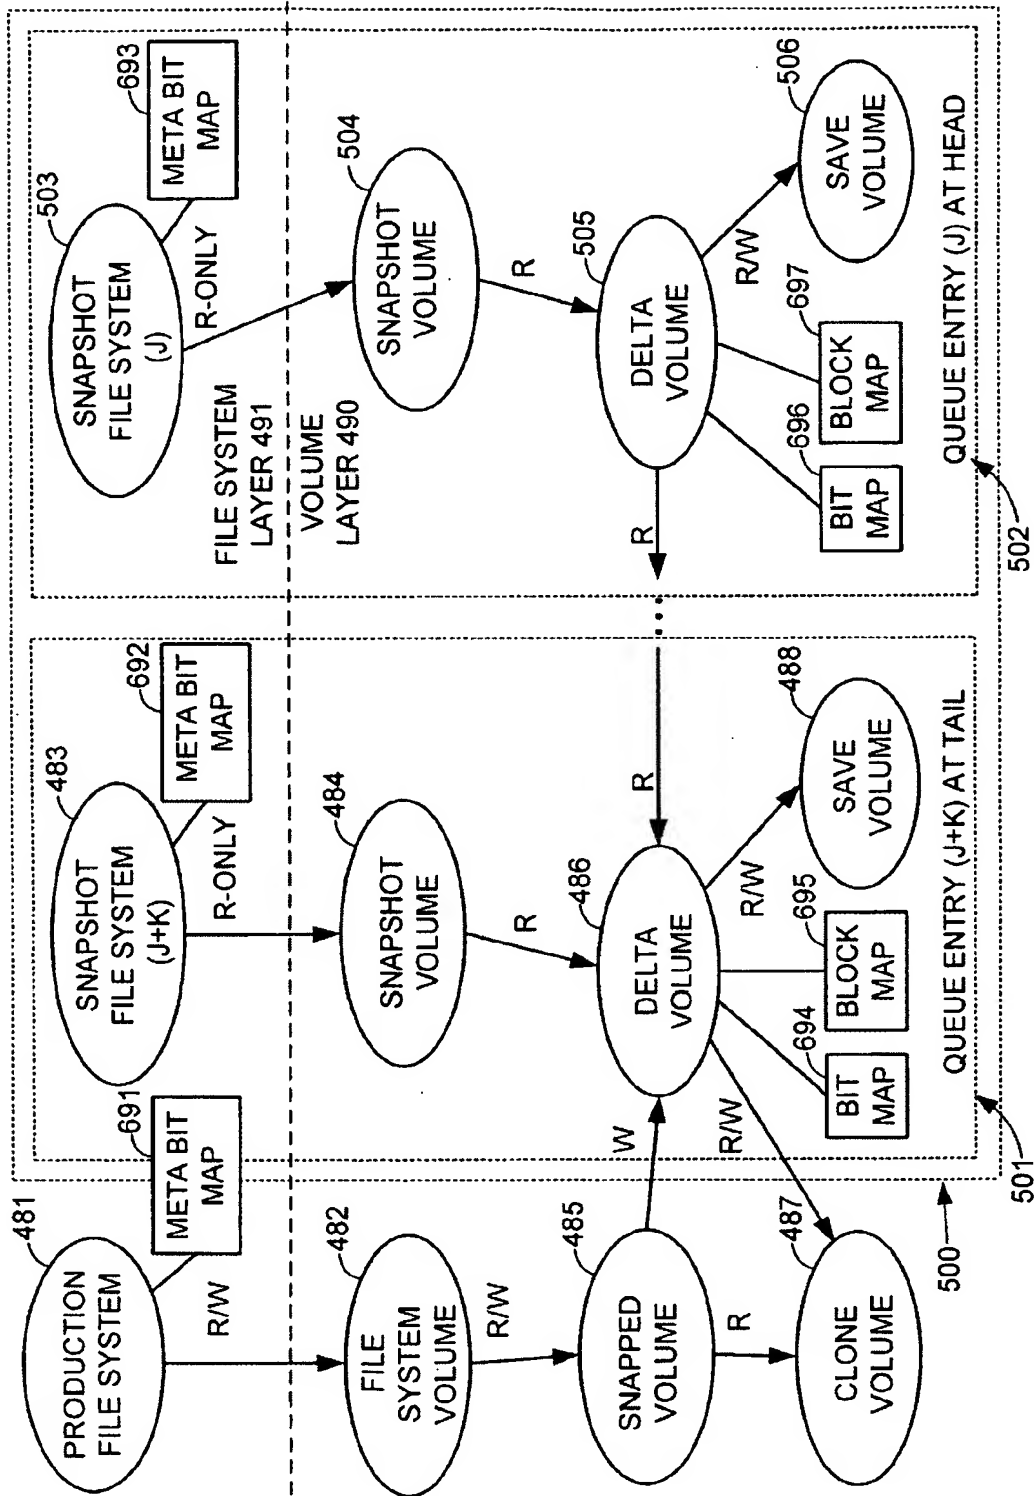 PRODUCTION
FILE SYSTEM
481
META BIT
MAP
691
R/W
FILE
SYSTEM
VOLUME
482
R/W
SNAPPED
VOLUME
485
W
R
CLONE
VOLUME
487
R/W
500
SNAPSHOT
FILE SYSTEM
(J+K)
483
META BIT
MAP
692
R-ONLY
SNAPSHOT
VOLUME
484
R
DELTA
VOLUME
486
R
R/W
SAVE
VOLUME
488
BIT
MAP
694
BLOCK
MAP
695
QUEUE ENTRY (J+K) AT TAIL
501
SNAPSHOT
FILE SYSTEM
(J)
503
META BIT
MAP
693
R-ONLY
FILE SYSTEM
LAYER 491
VOLUME
LAYER 490
SNAPSHOT
VOLUME
504
R
DELTA
VOLUME
505
R
R/W
SAVE
VOLUME
506
BIT
MAP
696
BLOCK
MAP
697
QUEUE ENTRY (J) AT HEAD
502